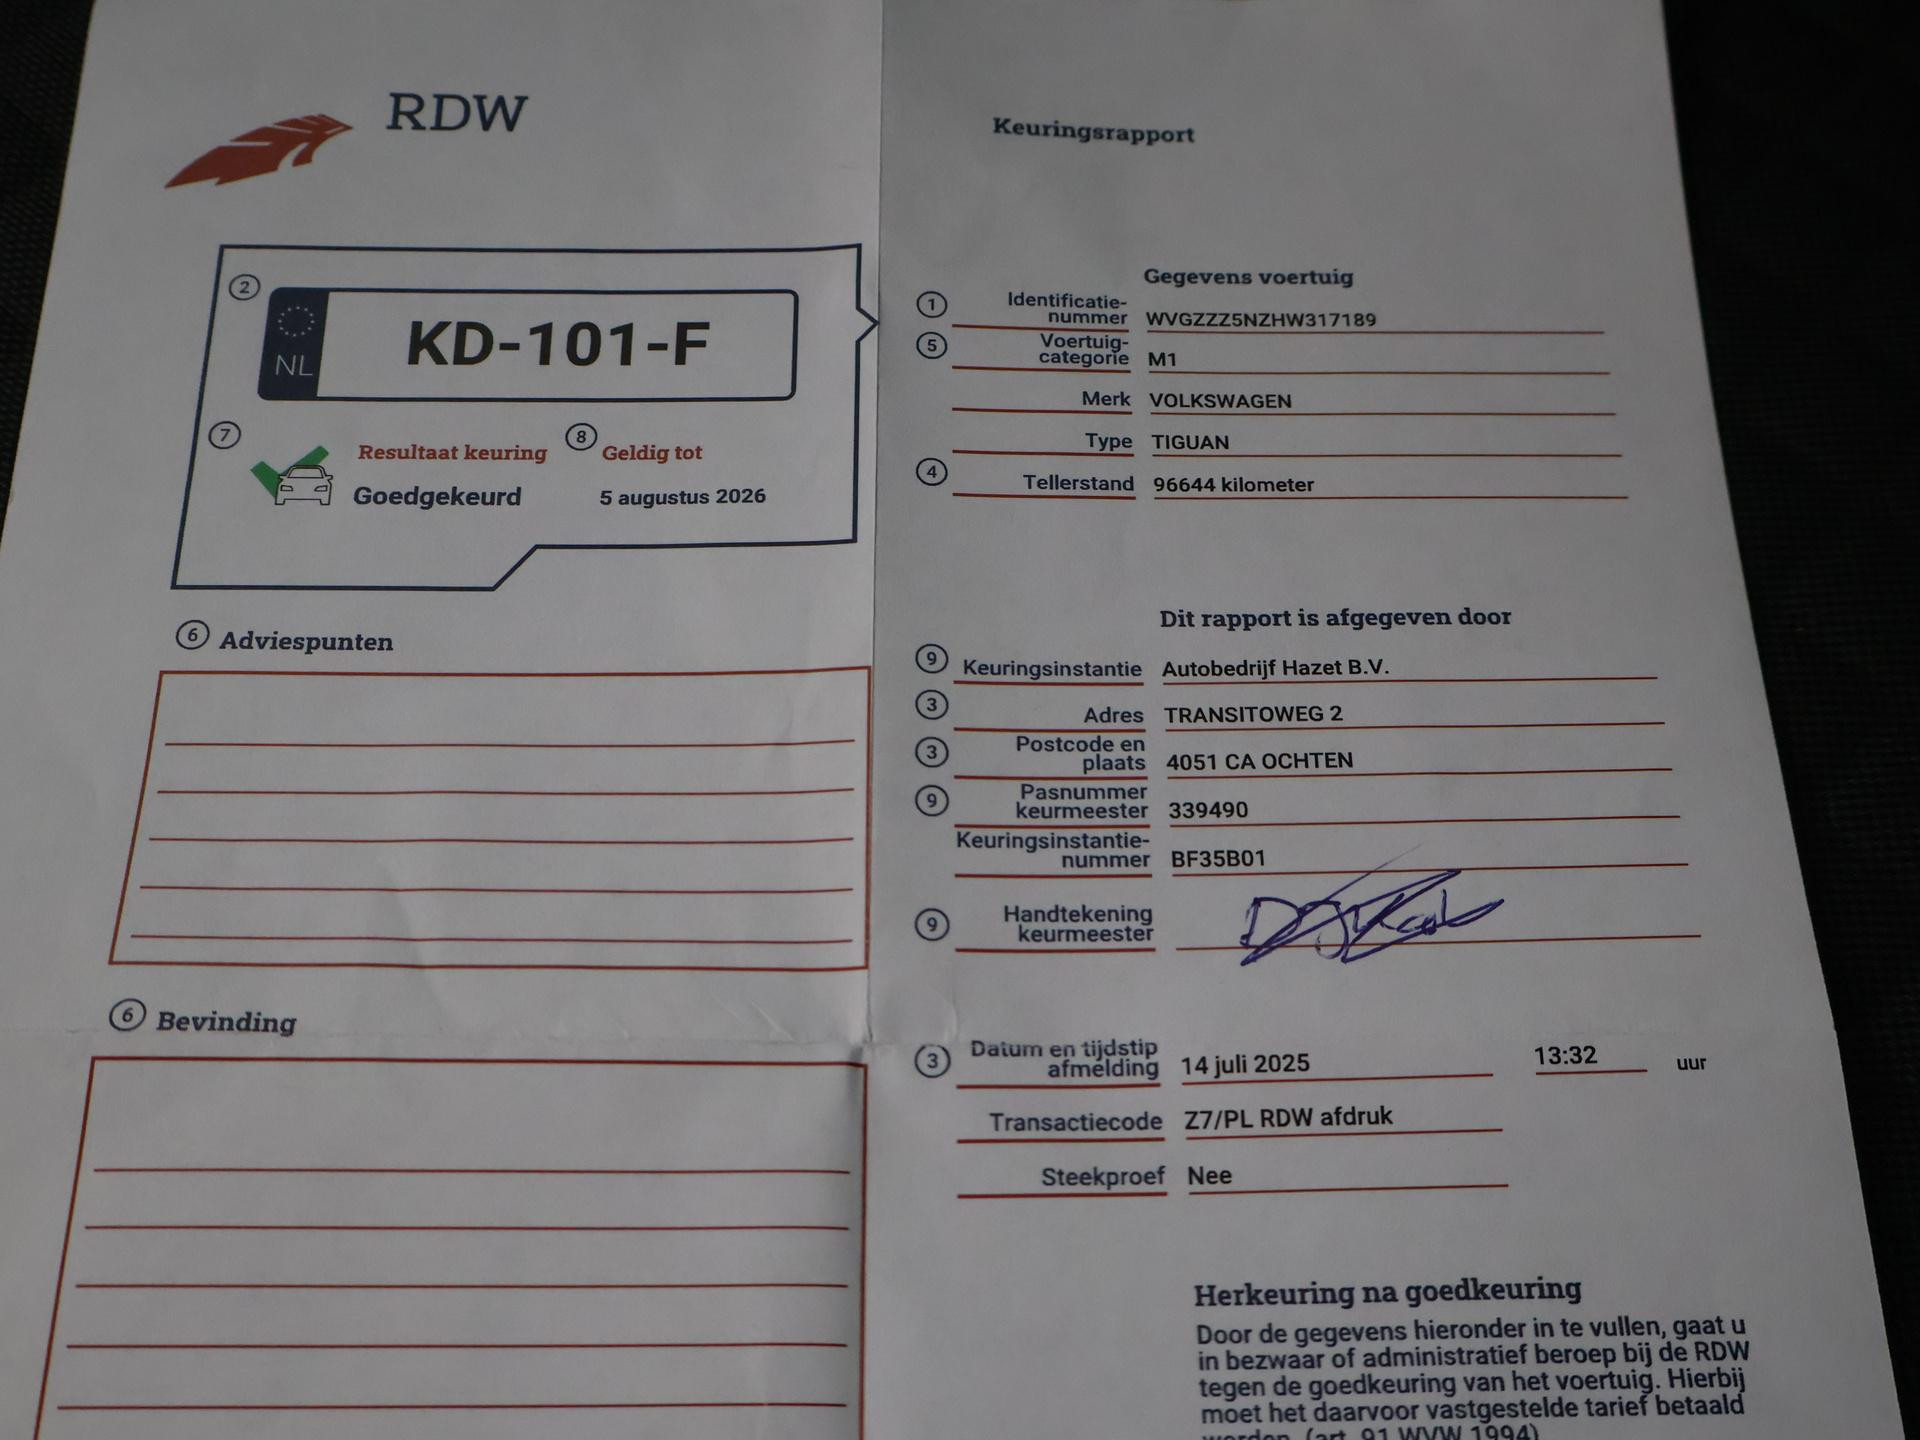 RDW
Keuringsrapport
2
NL
KD-101-F
7
Resultaat keuring
Goedgekeurd
8
Geldig tot
5 augustus 2026
6 Adviespunten
6 Bevinding
Gegevens voertuig
1 Identificatie-
nummer WVGZZZ5NZHW317189
5 Voertuig-
categorie M1
Merk VOLKSWAGEN
Type TIGUAN
4 Tellerstand 96644 kilometer
Dit rapport is afgegeven door
9 Keuringsinstantie Autobedrijf Hazet B.V.
3 Adres TRANSITOWEG 2
3 Postcode en
plaats 4051 CA OCHTEN
9 Pasnummer
keurmeester 339490
Keuringsinstantie-
nummer BF35B01
9 Handtekening
keurmeester
3 Datum en tijdstip
afmelding 14 juli 2025 13:32 uur
Transactiecode Z7/PL RDW afdruk
Steekproef Nee
Herkeuring na goedkeuring
Door de gegevens hieronder in te vullen, gaat u
in bezwaar of administratief beroep bij de RDW
tegen de goedkeuring van het voertuig. Hierbij
moet het daarvoor vastgestelde tarief betaald
worden. (art. 91 WVW 1994)